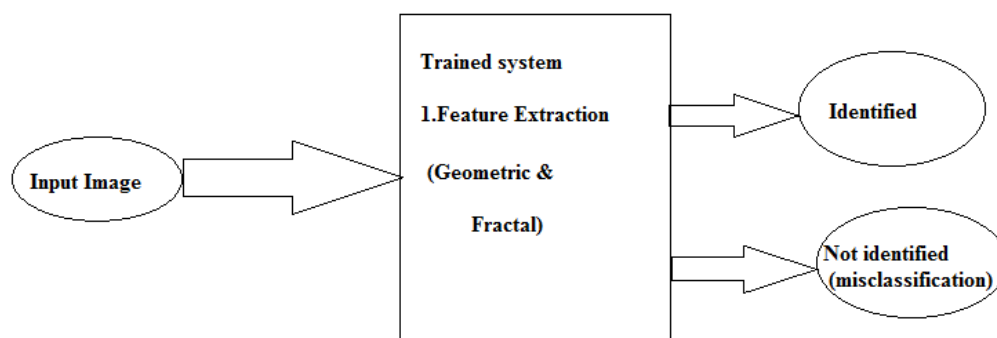 Input Image
Trained system
1.Feature Extraction
(Geometric &
Fractal)
Identified
Not identified
(misclassification)